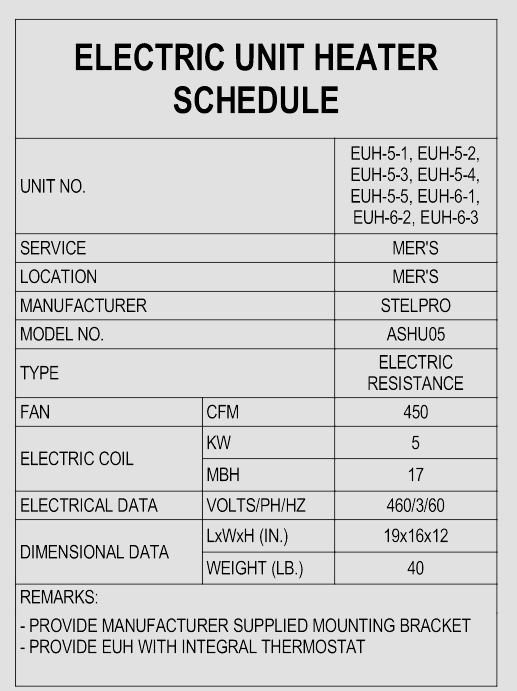 ELECTRIC UNIT HEATER
SCHEDULE
UNIT NO.
EUH-5-1, EUH-5-2,
EUH-5-3, EUH-5-4,
EUH-5-5, EUH-6-1,
EUH-6-2, EUH-6-3
SERVICE MER'S
LOCATION MER'S
MANUFACTURER STELPRO
MODEL NO. ASHU05
TYPE
ELECTRIC
RESISTANCE
FAN CFM 450
ELECTRIC COIL
KW 5
MBH 17
ELECTRICAL DATA VOLTS/PH/HZ 460/3/60
DIMENSIONAL DATA
LxWxH (IN.) 19x16x12
WEIGHT (LB.) 40
REMARKS:
- PROVIDE MANUFACTURER SUPPLIED MOUNTING BRACKET
- PROVIDE EUH WITH INTEGRAL THERMOSTAT